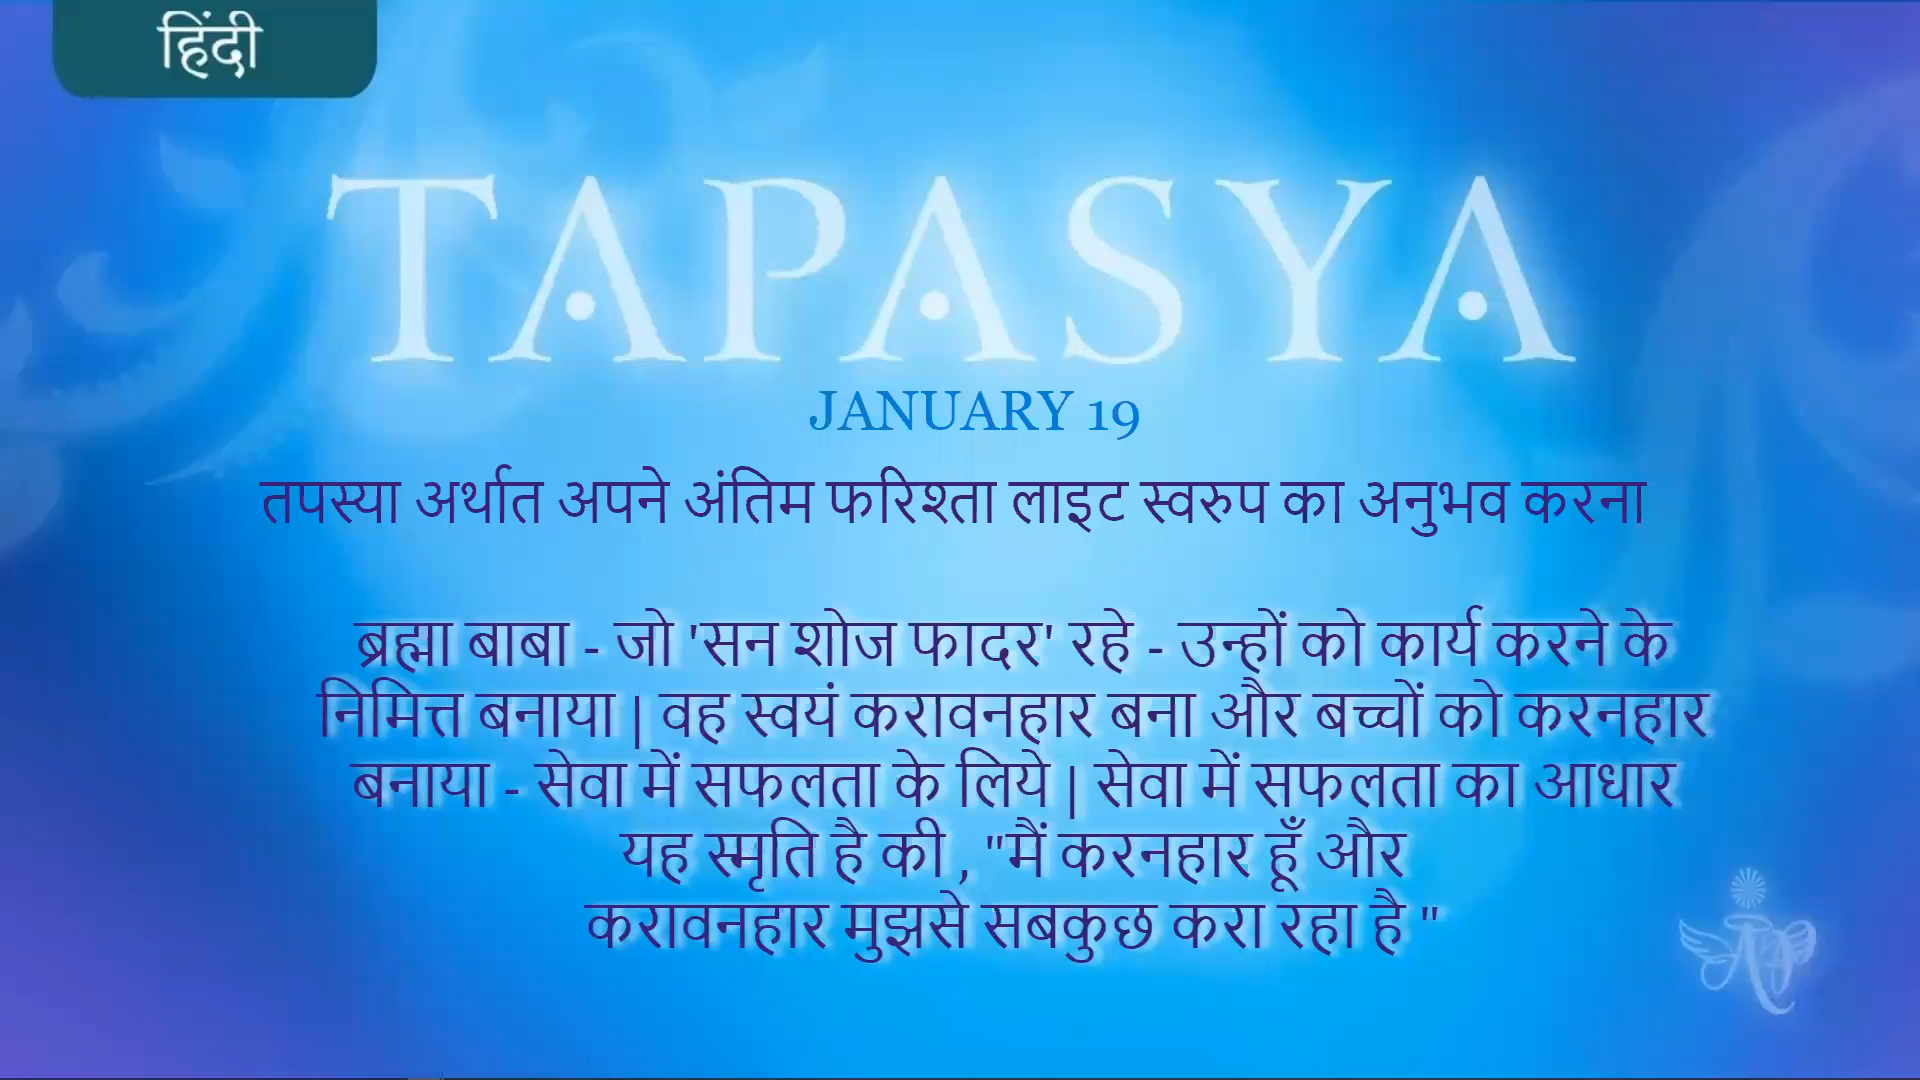 हिंदी
TAPASYA
JANUARY 19
तपस्या अर्थात अपने अंतिम फरिश्ता लाइट स्वरुप का अनुभव करना
ब्रह्मा बाबा - जो 'सन शोज फादर' रहे - उन्हों को कार्य करने के
निमित्त बनाया | वह स्वयं करावनहार बना और बच्चों को करनहार
बनाया - सेवा में सफलता के लिये | सेवा में सफलता का आधार
यह स्मृति है की , "मैं करनहार हूँ और
करावनहार मुझसे सबकुछ करा रहा है "